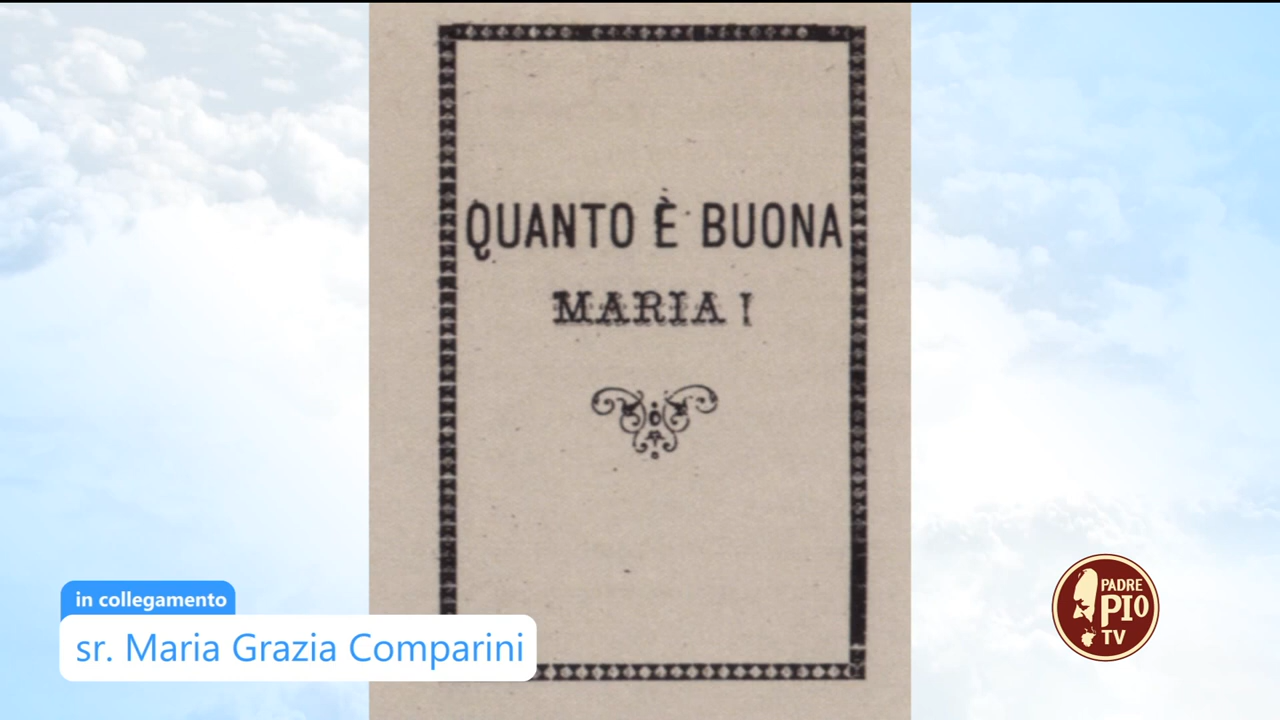 QUANTO È BUONA
MARIA !
in collegamento
sr. Maria Grazia Comparini
PADRE
PIO
TV